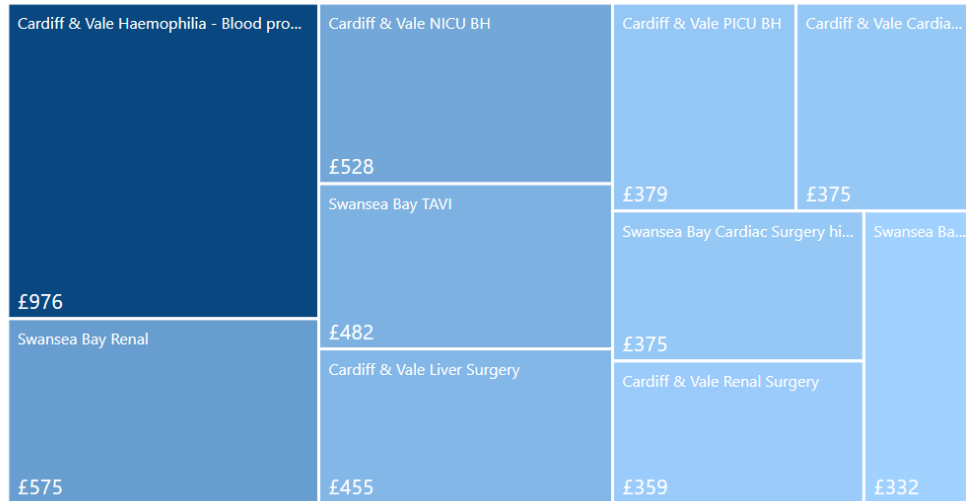 Cardiff & Vale Haemophilia - Blood pro...
£976
Swansea Bay Renal
£575
Cardiff & Vale NICU BH
£528
Swansea Bay TAVI
£482
Cardiff & Vale Liver Surgery
£455
Cardiff & Vale PICU BH
£379
Cardiff & Vale Cardia...
£375
Swansea Bay Cardiac Surgery hi...
£375
Cardiff & Vale Renal Surgery
£359
Swansea Ba...
£332